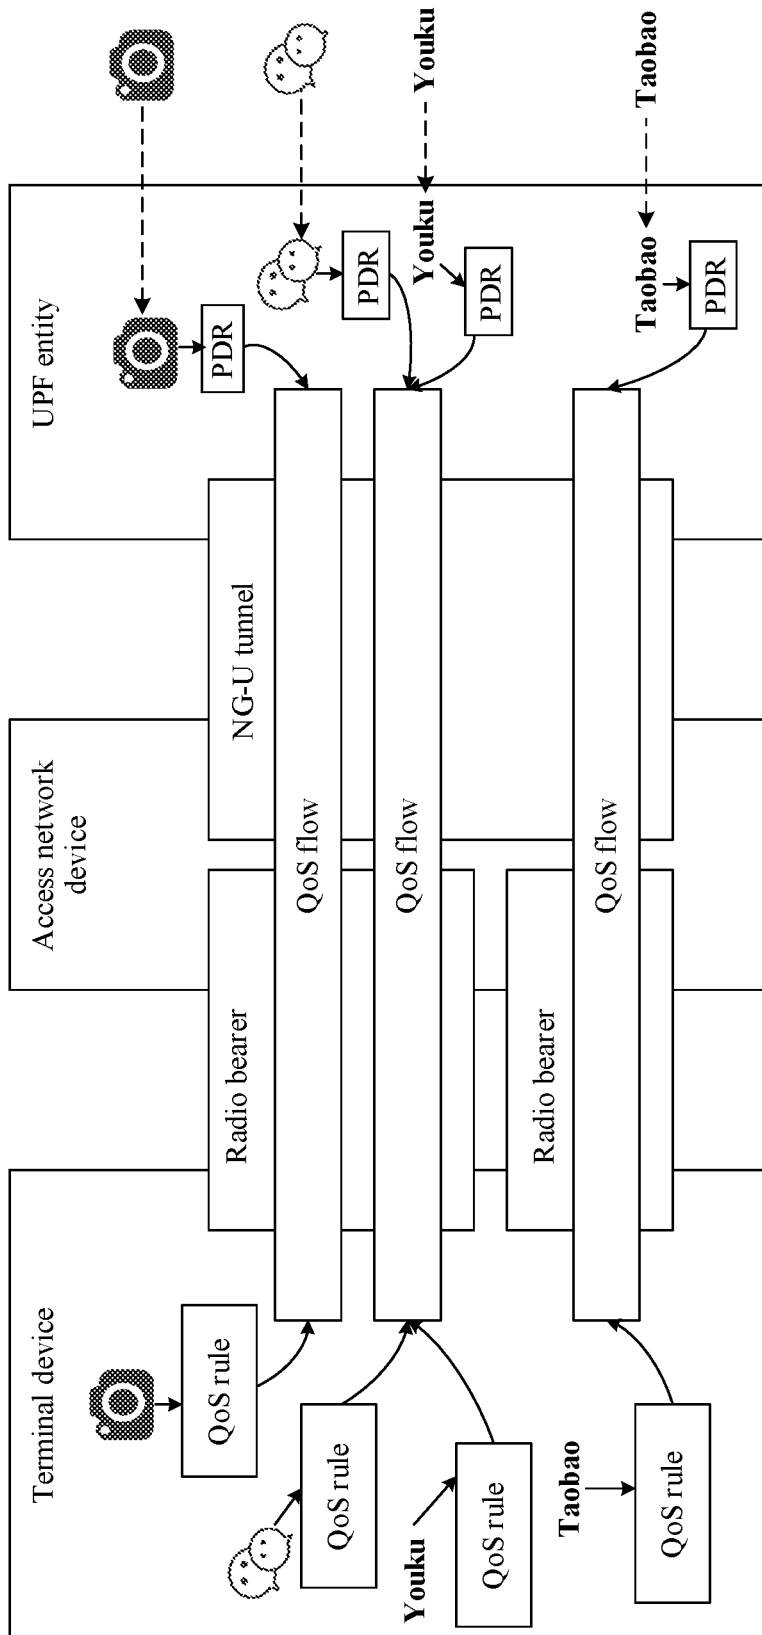 Terminal device
Access network
device
UPF entity
QoS rule
PDR
Radio bearer
NG-U tunnel
QoS flow
QoS rule
PDR
QoS flow
Youku
QoS rule
Youku
PDR
Youku
Radio bearer
Taobao
QoS rule
QoS flow
Taobao
PDR
Taobao